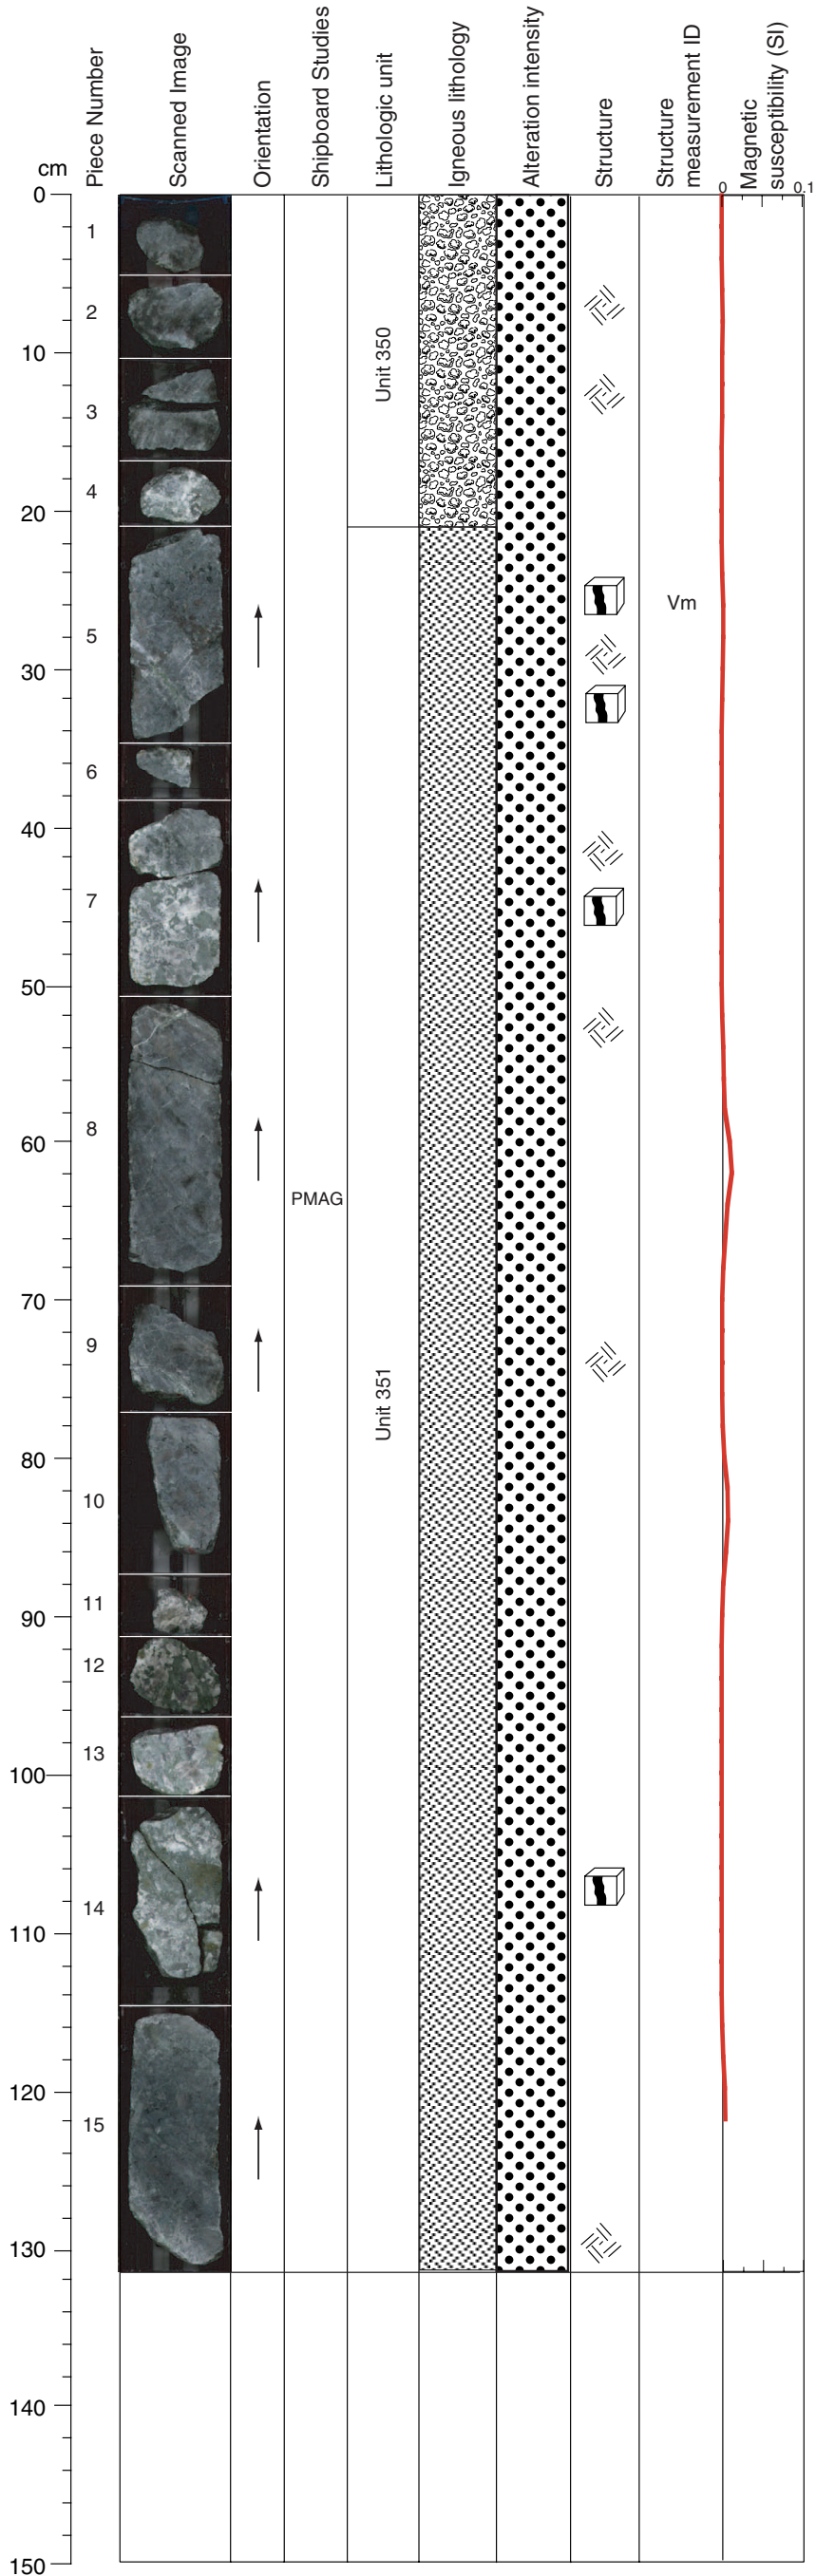 cm
Piece Number
Scanned Image
Orientation
Shipboard Studies
Lithologic unit
Igneous lithology
Alteration intensity
Structure
Structure
measurement ID
Magnetic
susceptibility (SI)
0
0
0.1
1
2
Unit 350
10
3
4
20
Vm
5
30
6
40
7
50
8
60
PMAG
70
9
Unit 351
80
10
11
90
12
13
100
14
110
120
15
130
140
150